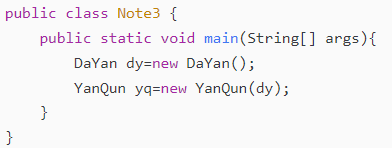 public class Note3 {
    public static void main(String[] args){
        DaYan dy=new DaYan();
        YanQun yq=new YanQun(dy);
    }
}